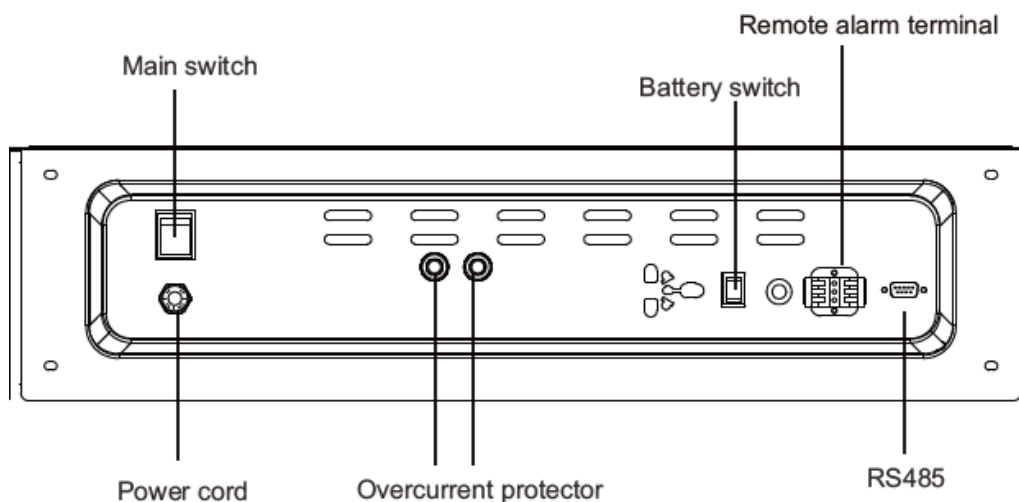 Remote alarm terminal
Main switch
Battery switch
Power cord
Overcurrent protector
RS485